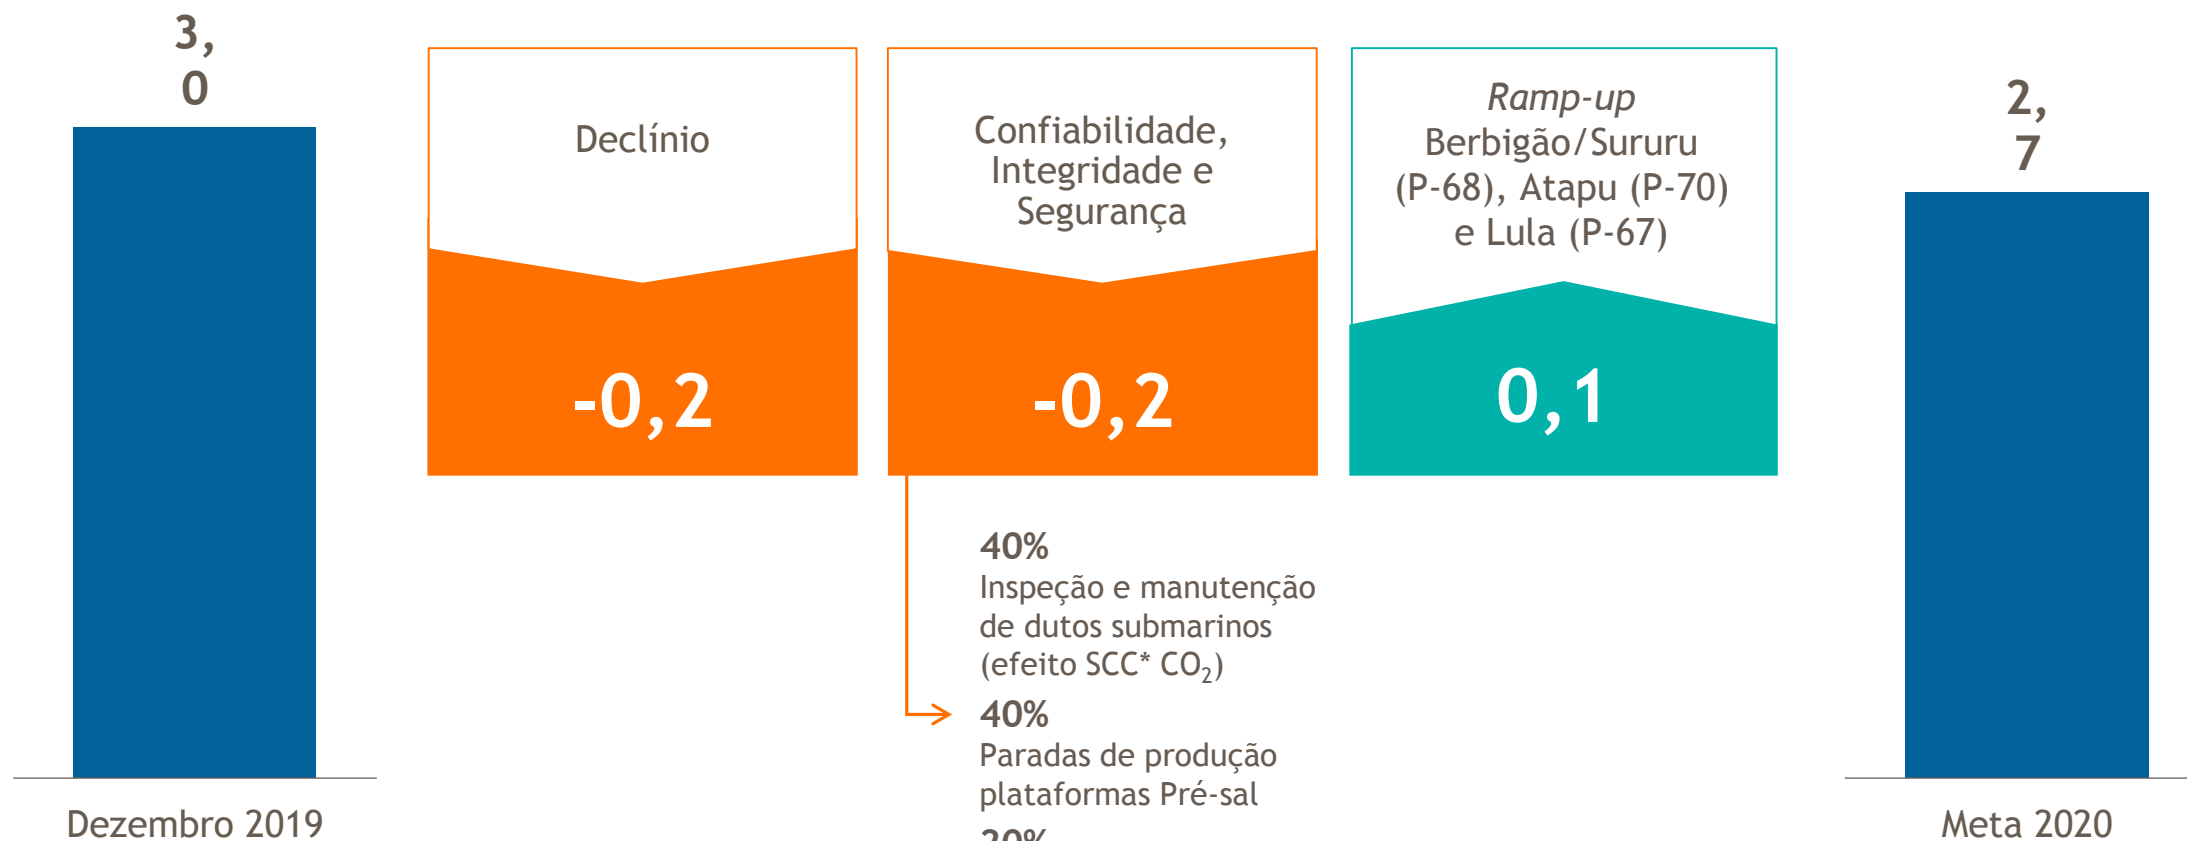 3,
0
Declínio
Confiabilidade,
Integridade e
Segurança
Ramp-up
Berbigão/Sururu
(P-68), Atapu (P-70)
e Lula (P-67)
2,
7
-0,2
-0,2
0,1
40%
Inspeção e manutenção
de dutos submarinos
(efeito SCC* CO₂)
40%
Paradas de produção
plataformas Pré-sal
Dezembro 2019
Meta 2020